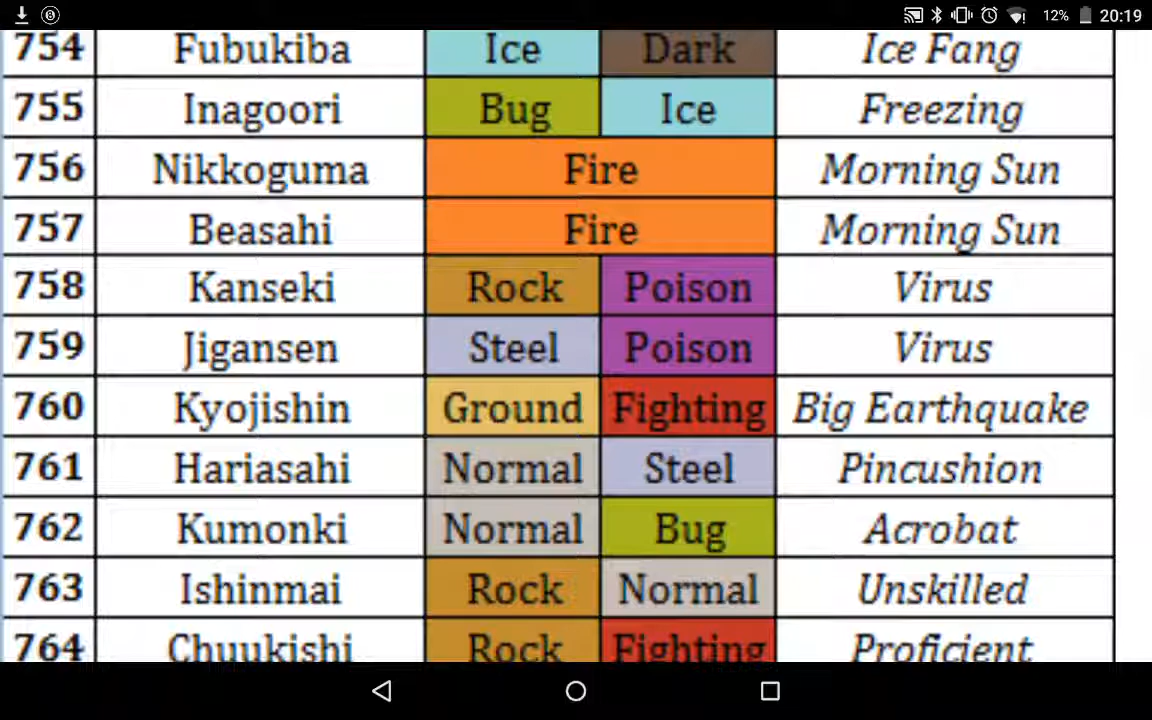 12% 20:19
754 Fubukiba Ice Dark Ice Fang
755 Inagoori Bug Ice Freezing
756 Nikkoguma Fire Morning Sun
757 Beasahi Fire Morning Sun
758 Kanseki Rock Poison Virus
759 Jigansen Steel Poison Virus
760 Kyojishin Ground Fighting Big Earthquake
761 Hariasahi Normal Steel Pincushion
762 Kumonki Normal Bug Acrobat
763 Ishinmai Rock Normal Unskilled
764 Chuukishi Rock Fighting Proficient